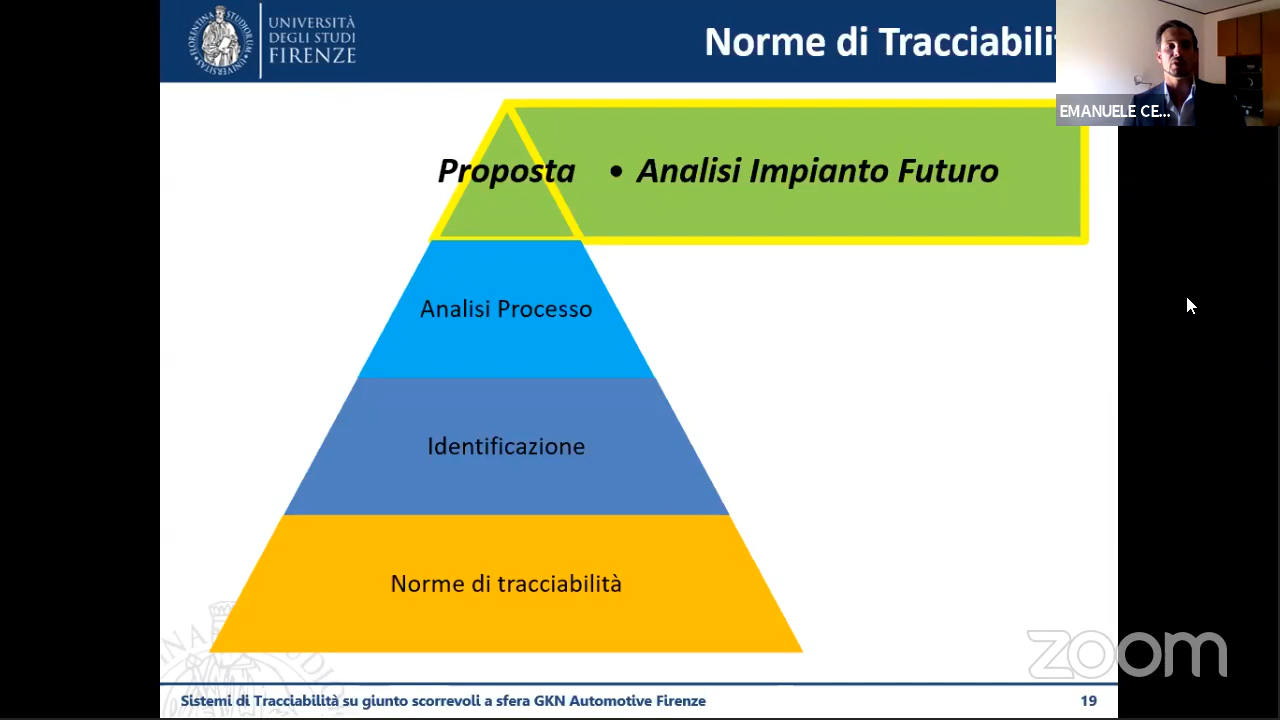 UNIVERSITÀ
DEGLI STUDI
FIRENZE
Norme di Tracciabili
EMANUELE CE...
Proposta • Analisi Impianto Futuro
Analisi Processo
Identificazione
Norme di tracciabilità
zoom
Sistemi di Tracciabilità su giunto scorrevoli a sfera GKN Automotive Firenze
19